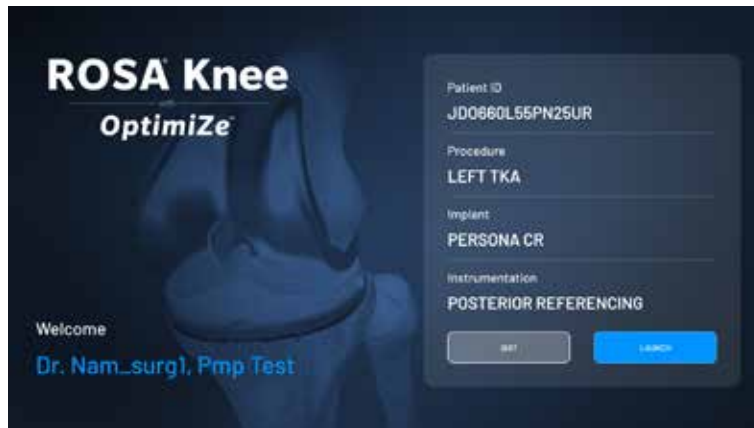 ROSA Knee
OptimiZe
Patient ID
JD0660L55PN25UR
Procedure
LEFT TKA
Implant
PERSONA CR
Instrumentation
POSTERIOR REFERENCING
LAUNCH
Welcome
Dr. Nam_surg1, Pmp Test